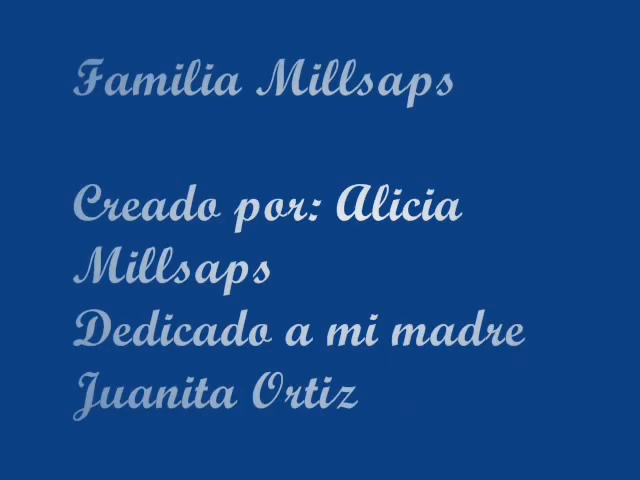 Familia Millsaps
Creado por: Alicia
Millsaps
Dedicado a mi madre
Juanita Ortiz